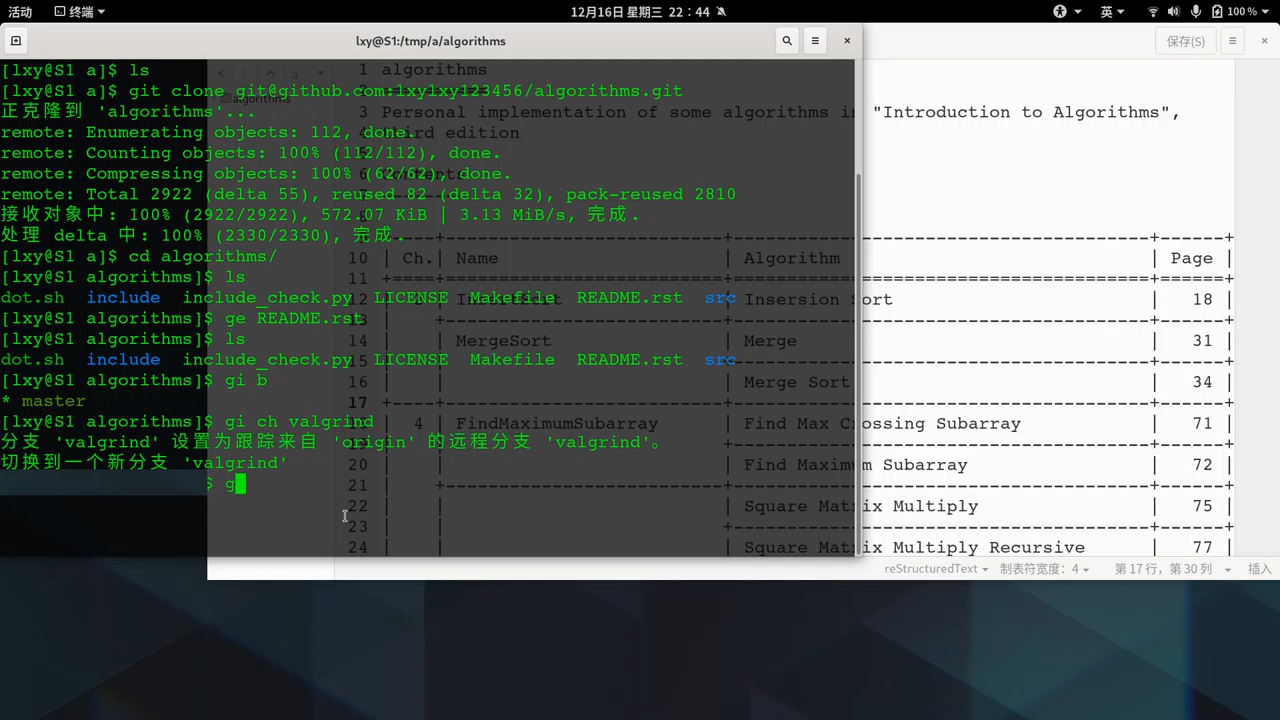 活动 终端 12月16日 星期三 22：44 英 100 %
lxy@S1:/tmp/a/algorithms 保存(S)
[lxy@S1 a]$ ls
[lxy@S1 a]$ git clone git@github.com:lxylxy123456/algorithms.git
正克隆到 'algorithms'...
remote: Enumerating objects: 112, done.
remote: Counting objects: 100% (112/112), done.
remote: Compressing objects: 100% (62/62), done.
remote: Total 2922 (delta 55), reused 82 (delta 32), pack-reused 2810
接收对象中: 100% (2922/2922), 572.07 KiB | 3.13 MiB/s, 完成.
处理 delta 中: 100% (2330/2330), 完成.
[lxy@S1 a]$ cd algorithms/
[lxy@S1 algorithms]$ ls
dot.sh include include_check.py LICENSE Makefile README.rst src
[lxy@S1 algorithms]$ ge README.rst
[lxy@S1 algorithms]$ ls
dot.sh include include_check.py LICENSE Makefile README.rst src
[lxy@S1 algorithms]$ gi b
* master
[lxy@S1 algorithms]$ gi ch valgrind
分支 'valgrind' 设置为跟踪来自 'origin' 的远程分支 'valgrind'。
切换到一个新分支 'valgrind'
$ g
1 algorithms
3 Personal implementation of some algorithms in "Introduction to Algorithms",
4 third edition
10 | Ch.| Name | Algorithm | Page |
11 +====+==============================+===================================+======+
12 | Insersion Sort | 18 |
14 | | MergeSort | Merge | 31 |
16 | | | Merge Sort | 34 |
17 +----+------------------------------+-----------------------------------+------+
| 4 | FindMaximumSubarray | Find Max Crossing Subarray | 71 |
20 | | | Find Maximum Subarray | 72 |
21 | +------------------------------+-----------------------------------+------+
22 | | | Square Matrix Multiply | 75 |
23 | | +-----------------------------------+------+
24 | | | Square Matrix Multiply Recursive | 77 |
reStructuredText 制表符宽度：4 第 17 行，第 30 列 插入